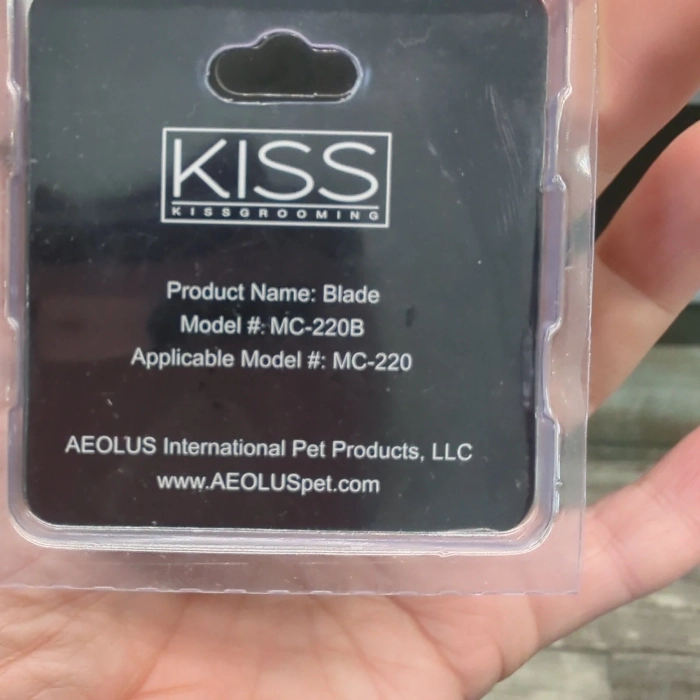 KISS
KISSGROOMING
Product Name: Blade
Model #: MC-220B
Applicable Model #: MC-220
AEOLUS International Pet Products, LLC
www.AEOLUSpet.com